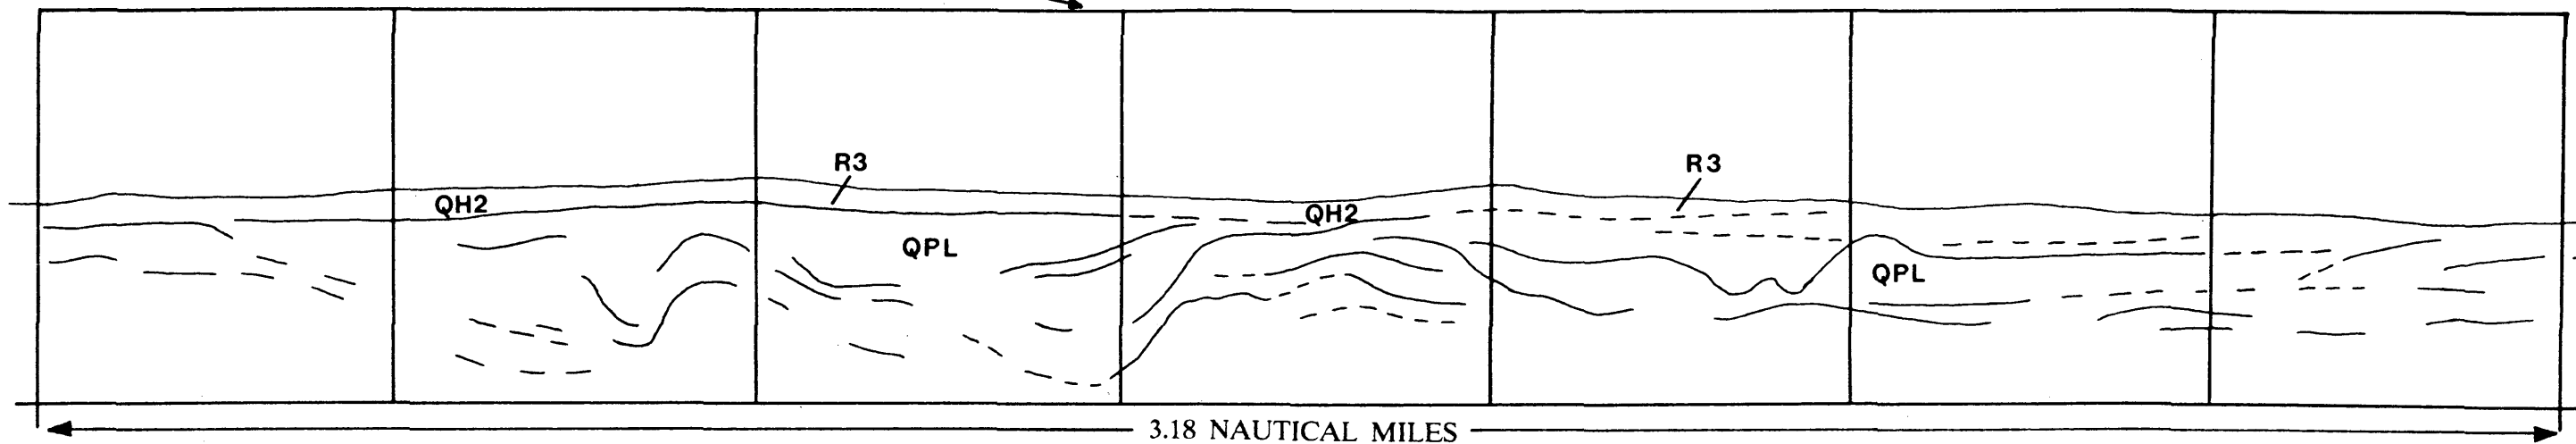 R3
R3
QH2
QH2
QPL
QPL
3.18 NAUTICAL MILES